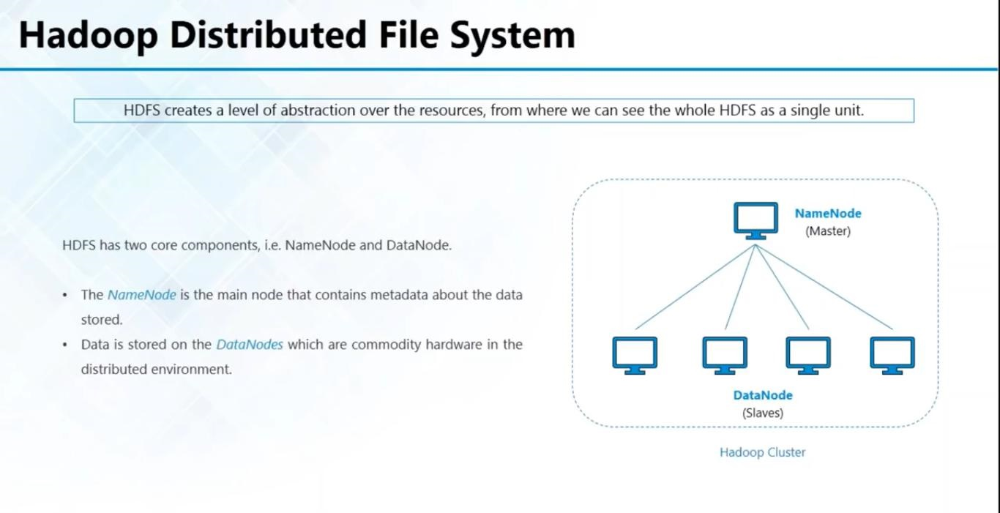 Hadoop Distributed File System
HDFS creates a level of abstraction over the resources, from where we can see the whole HDFS as a single unit.
HDFS has two core components, i.e. NameNode and DataNode.
• The NameNode is the main node that contains metadata about the data
stored.
• Data is stored on the DataNodes which are commodity hardware in the
distributed environment.
NameNode
(Master)
DataNode
(Slaves)
Hadoop Cluster